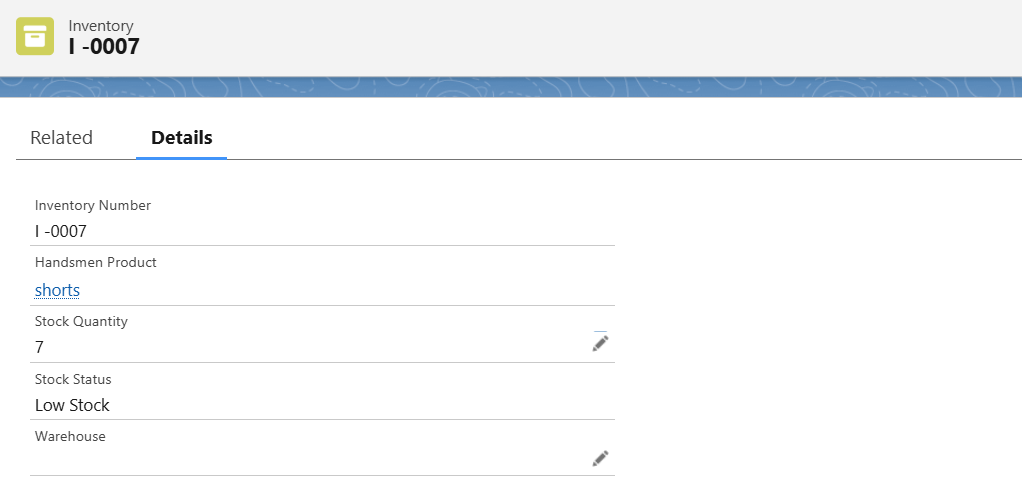 Inventory
I -0007
Related
Details
Inventory Number
I -0007
Handsmen Product
shorts
Stock Quantity
7
Stock Status
Low Stock
Warehouse